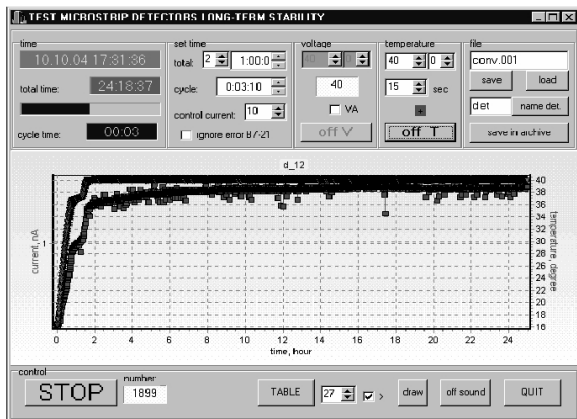 TEST MICROSTRIP DETECTORS LONG-TERM STABILITY
time
10.10.04 17:31:36
total time: 24:18:37
cycle time: 00:03
set time
total: 2 1:00:0
cycle: 0:03:10
control current: 10
ignore error B7-21
voltage
40 0
40
VA
off V
temperature
40 0
15 sec
+
off T
file
conv.001
save load
det name det.
save in archive
d_12
current, nA
1
40
38
36
34
32
30
28
26
24
22
20
18
16
temperature, degree
0 2 4 6 8 10 12 14 16 18 20 22 24
time, hour
control
STOP
number
1899
TABLE 27 > draw off sound QUIT